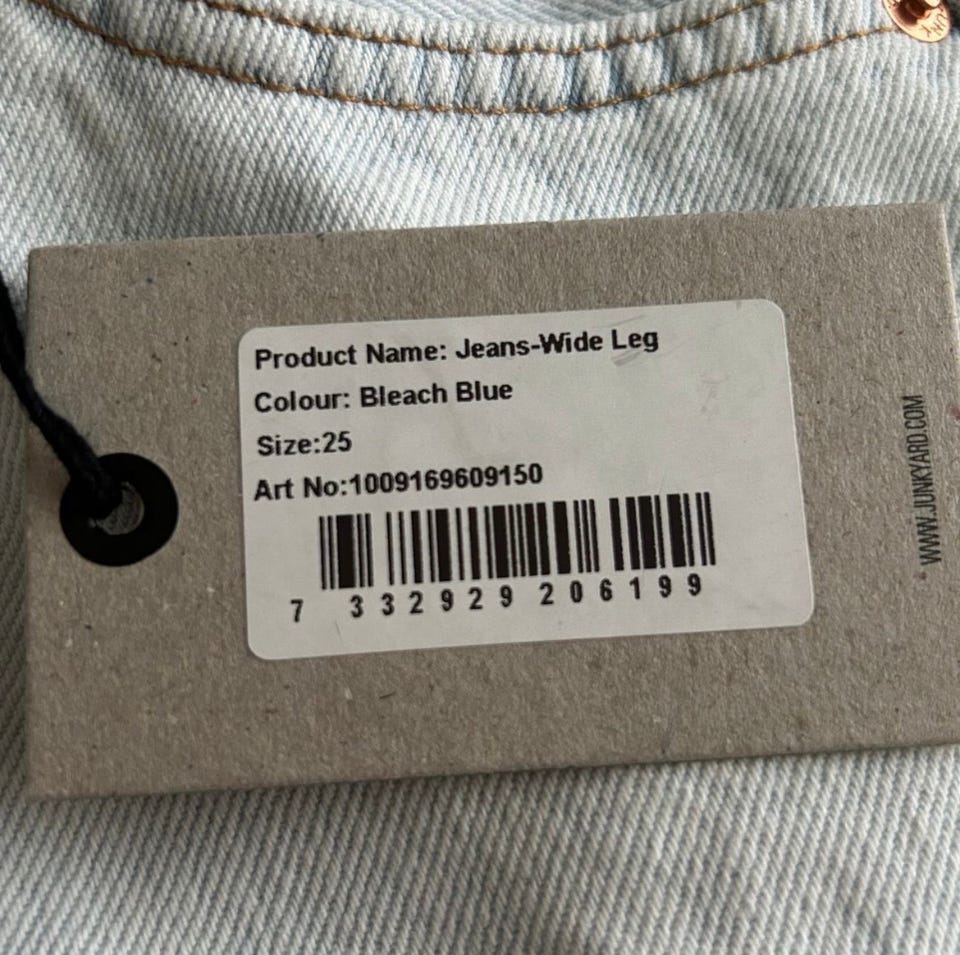 Product Name: Jeans-Wide Leg
Colour: Bleach Blue
Size:25
Art No:1009169609150
7 332929 206199
WWW.JUNKYARD.COM